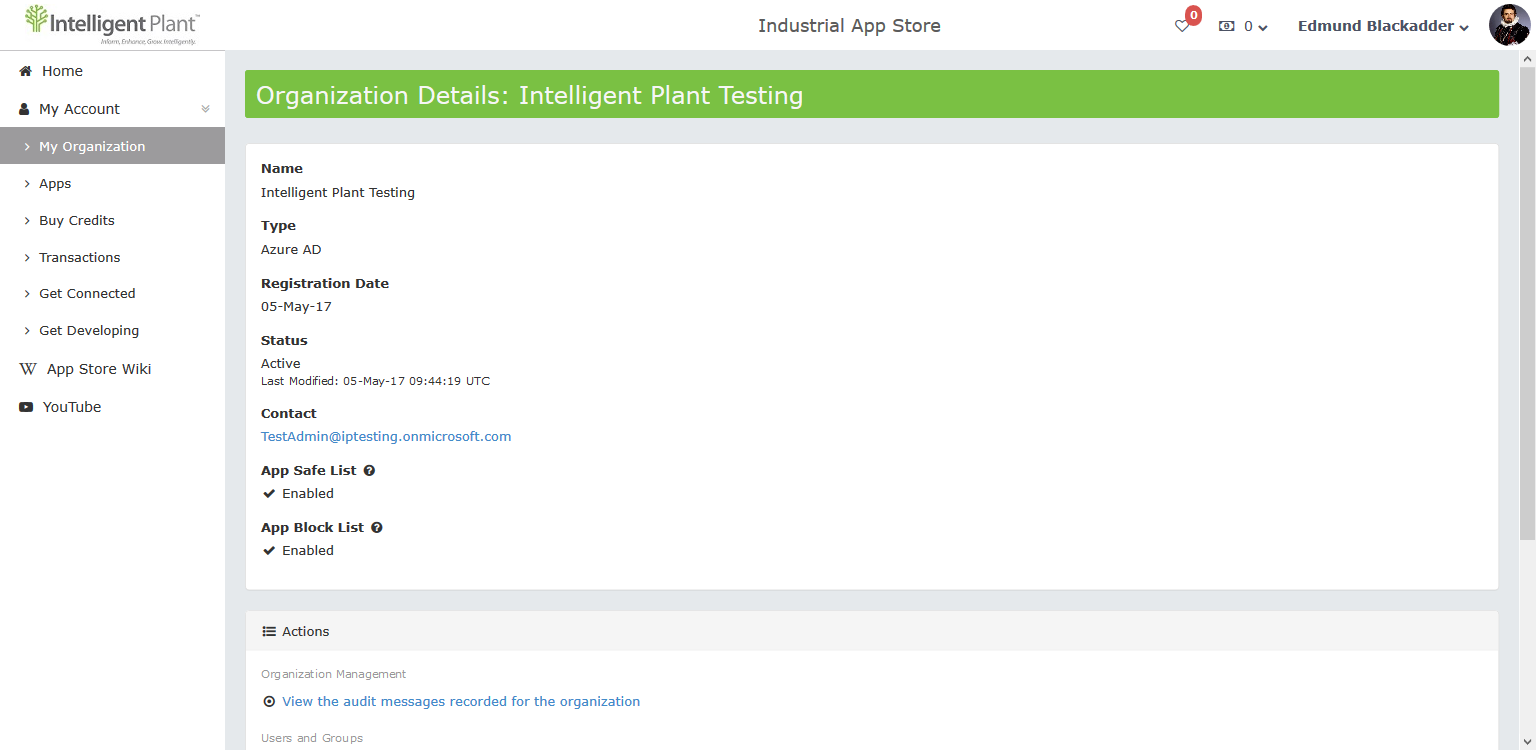 Intelligent Plant™
Inform, Enhance, Grow. Intelligently.
Industrial App Store
0
0
Edmund Blackadder
Home
My Account
My Organization
Apps
Buy Credits
Transactions
Get Connected
Get Developing
W App Store Wiki
YouTube
Organization Details: Intelligent Plant Testing
Name
Intelligent Plant Testing
Type
Azure AD
Registration Date
05-May-17
Status
Active
Last Modified: 05-May-17 09:44:19 UTC
Contact
TestAdmin@iptesting.onmicrosoft.com
App Safe List
Enabled
App Block List
Enabled
Actions
Organization Management
View the audit messages recorded for the organization
Users and Groups